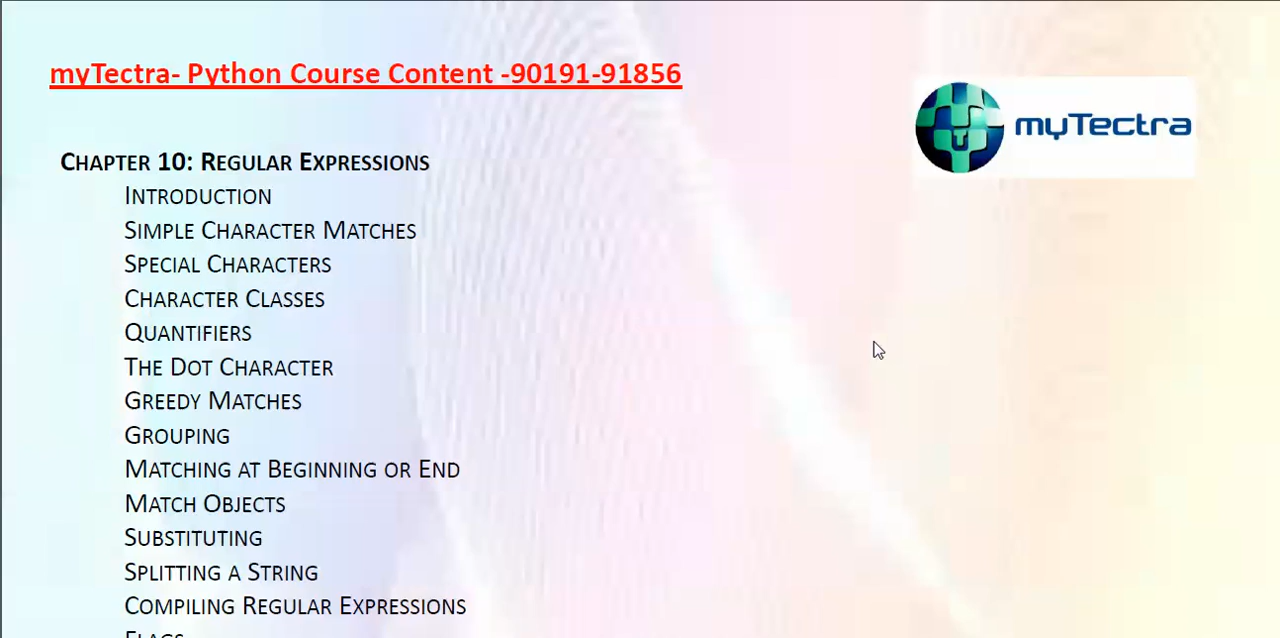 myTectra- Python Course Content -90191-91856
myTectra
CHAPTER 10: REGULAR EXPRESSIONS
INTRODUCTION
SIMPLE CHARACTER MATCHES
SPECIAL CHARACTERS
CHARACTER CLASSES
QUANTIFIERS
THE DOT CHARACTER
GREEDY MATCHES
GROUPING
MATCHING AT BEGINNING OR END
MATCH OBJECTS
SUBSTITUTING
SPLITTING A STRING
COMPILING REGULAR EXPRESSIONS
FLAGS